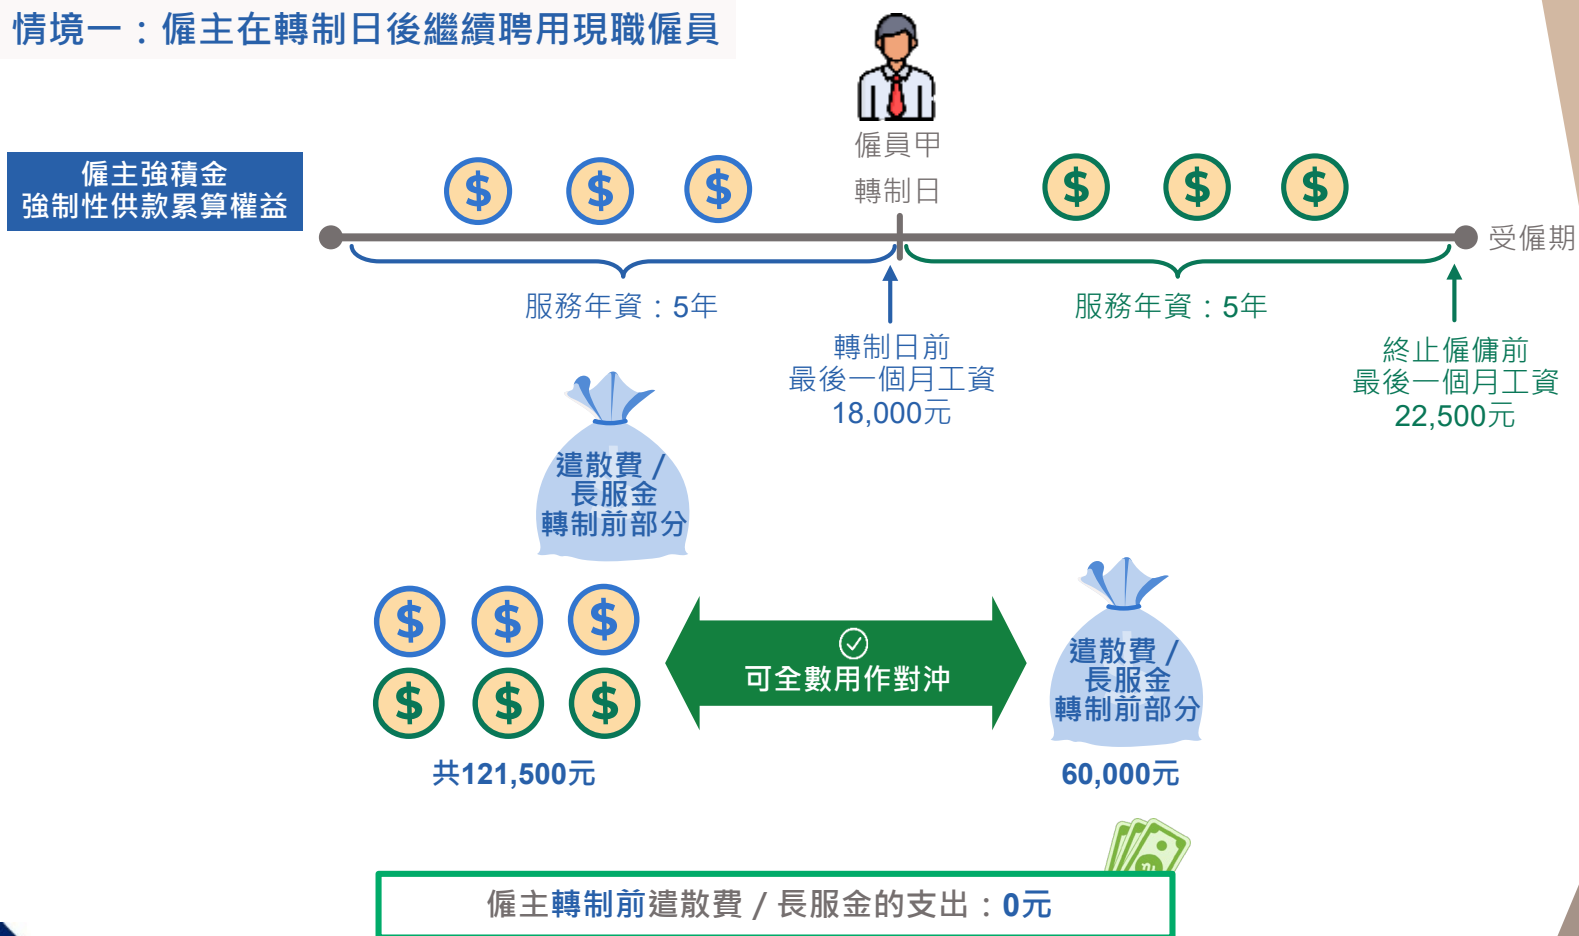 情境一：僱主在轉制日後繼續聘用現職僱員
僱員甲
轉制日
僱主強積金
強制性供款累算權益
$ $ $
$ $ $
受僱期
服務年資：5年
服務年資：5年
轉制日前
最後一個月工資
18,000元
終止僱傭前
最後一個月工資
22,500元
遣散費 /
長服金
轉制前部分
$ $ $
$ $ $
共121,500元
可全數用作對沖
遣散費 /
長服金
轉制前部分
60,000元
僱主轉制前遣散費 / 長服金的支出：0元